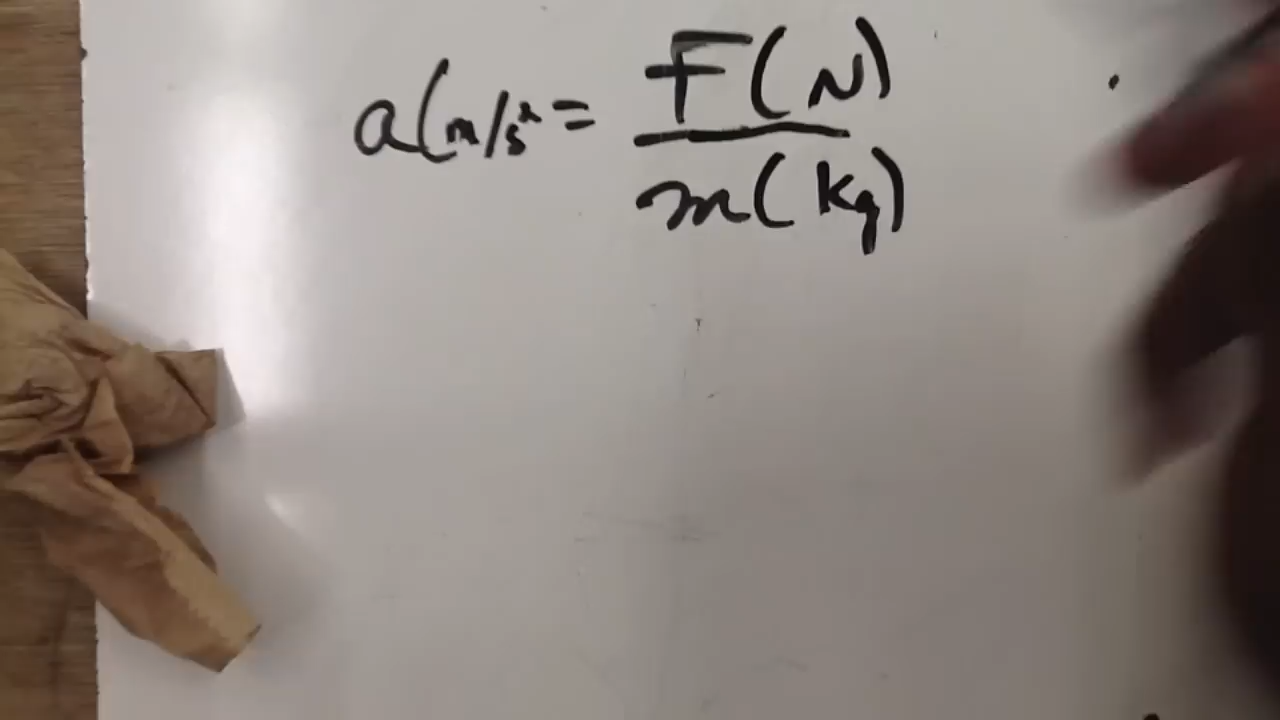 a(m/s² = F(N)
m(kg)